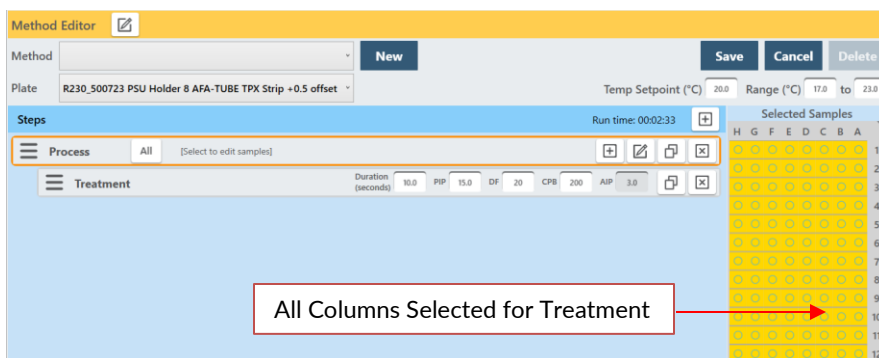 Method Editor
Method New Save Cancel Delete
Plate R230_500723 PSU Holder 8 AFA-TUBE TPX Strip +0.5 offset Temp Setpoint (°C) 20.0 Range (°C) 17.0 to 23.0
Steps Run time: 00:02:33 Selected Samples
H G F E D C B A
Process All [Select to edit samples] 1
2
Treatment Duration (seconds) 10.0 PIP 15.0 DF 20 CPB 200 AIP 3.0 3
4
5
6
7
8
9
All Columns Selected for Treatment 10
11
12